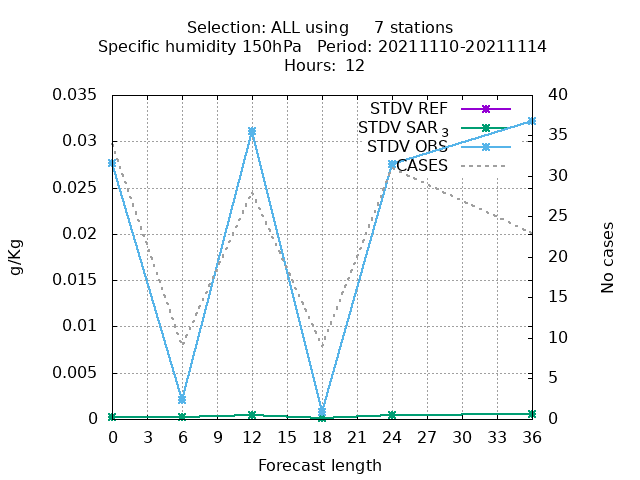 Selection: ALL using     7 stations
Specific humidity 150hPa   Period: 20211110-20211114
Hours: 12
STDV REF
STDV SAR3
STDV OBS
CASES
0.035
0.03
0.025
0.02
0.015
0.01
0.005
0
40
35
30
25
20
15
10
5
0
g/Kg
No cases
0 3 6 9 12 15 18 21 24 27 30 33 36
Forecast length